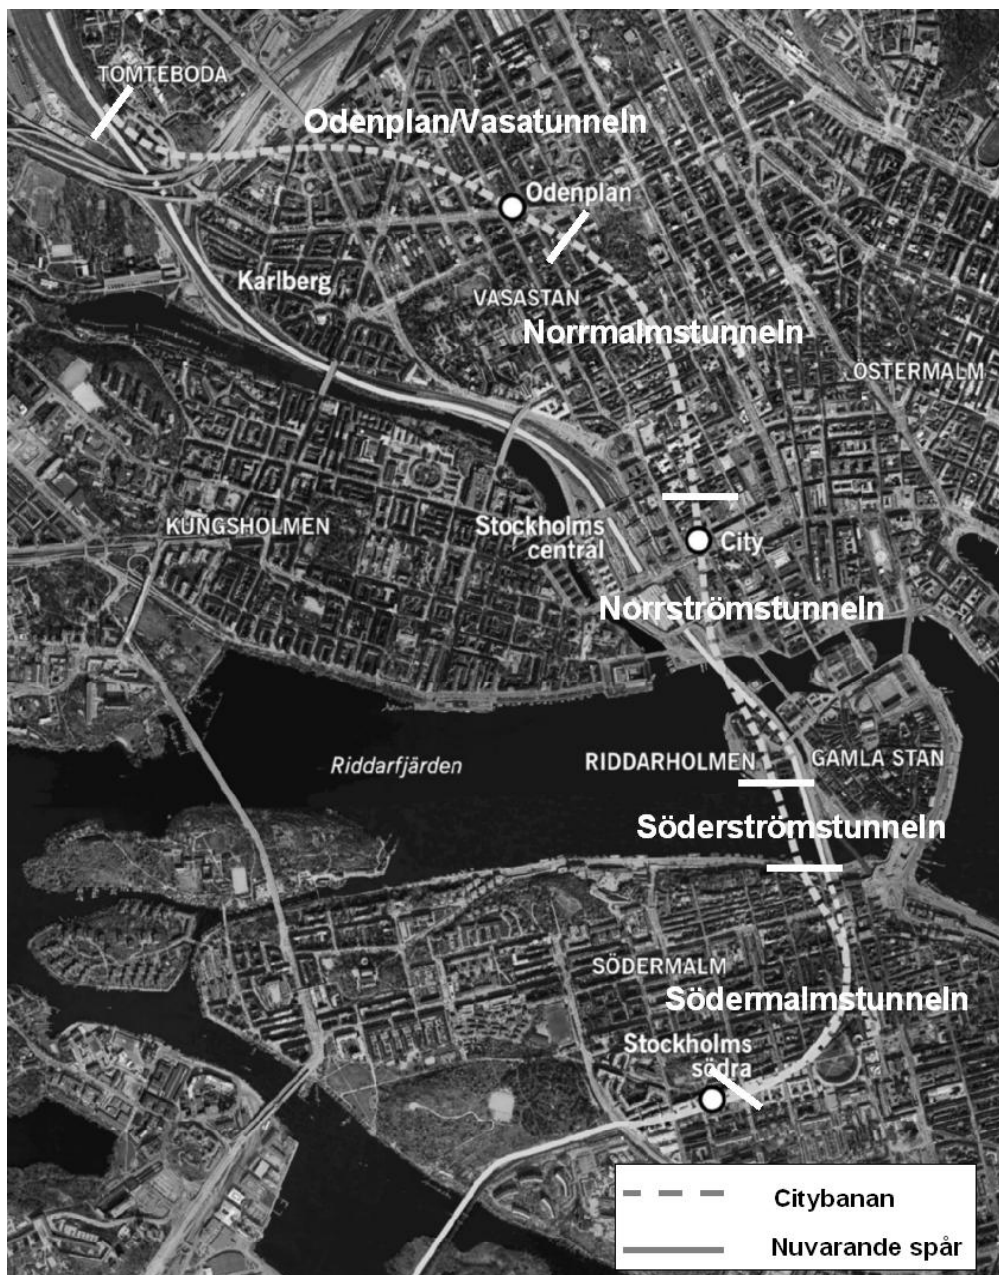 TOMTEBODA
Odenplan/Vasatunneln
Odenplan
Karlberg
VASASTAN
Norrmalmstunneln
ÖSTERMALM
KUNGSHOLMEN
Stockholms
central
City
Norrströmstunneln
Riddarfjärden
RIDDARHOLMEN
GAMLA STAN
Söderströmstunneln
SÖDERMALM
Södermalmstunneln
Stockholms
södra
Citybanan
Nuvarande spår